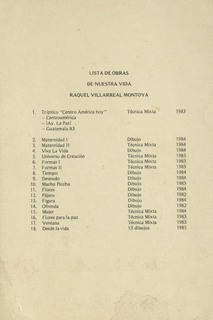 LISTA DE OBRAS
DE NUESTRA VIDA
RAQUEL VILLARREAL MONTOYA
1. Tríptico "Centro América hoy" Técnica Mixta 1983
– Centroamérica
– ¡Ay. La Paz!
– Guatemala 83
2. Maternidad I Dibujo 1984
3. Maternidad II Técnica Mixta 1984
4. Viva La Vida Dibujo 1984
5. Universo de Creación Técnica Mixta 1983
6. Formas I Técnica Mixta 1983
7. Formas II Técnica Mixta 1983
8. Tiempo Dibujo 1984
9. Desnudo Dibujo 1984
10. Macho Dibujo 1983
11. Flores Dibujo 1984
12. Pájaro Dibujo 1982
13. Figura Dibujo 1984
14. Ofrenda Dibujo 1982
15. Mujer Técnica Mixta 1984
16. Flores para la paz Técnica Mixta 1983
17. Ventana Técnica Mixta 1983
18. Desde la vida 13 dibujos 1983